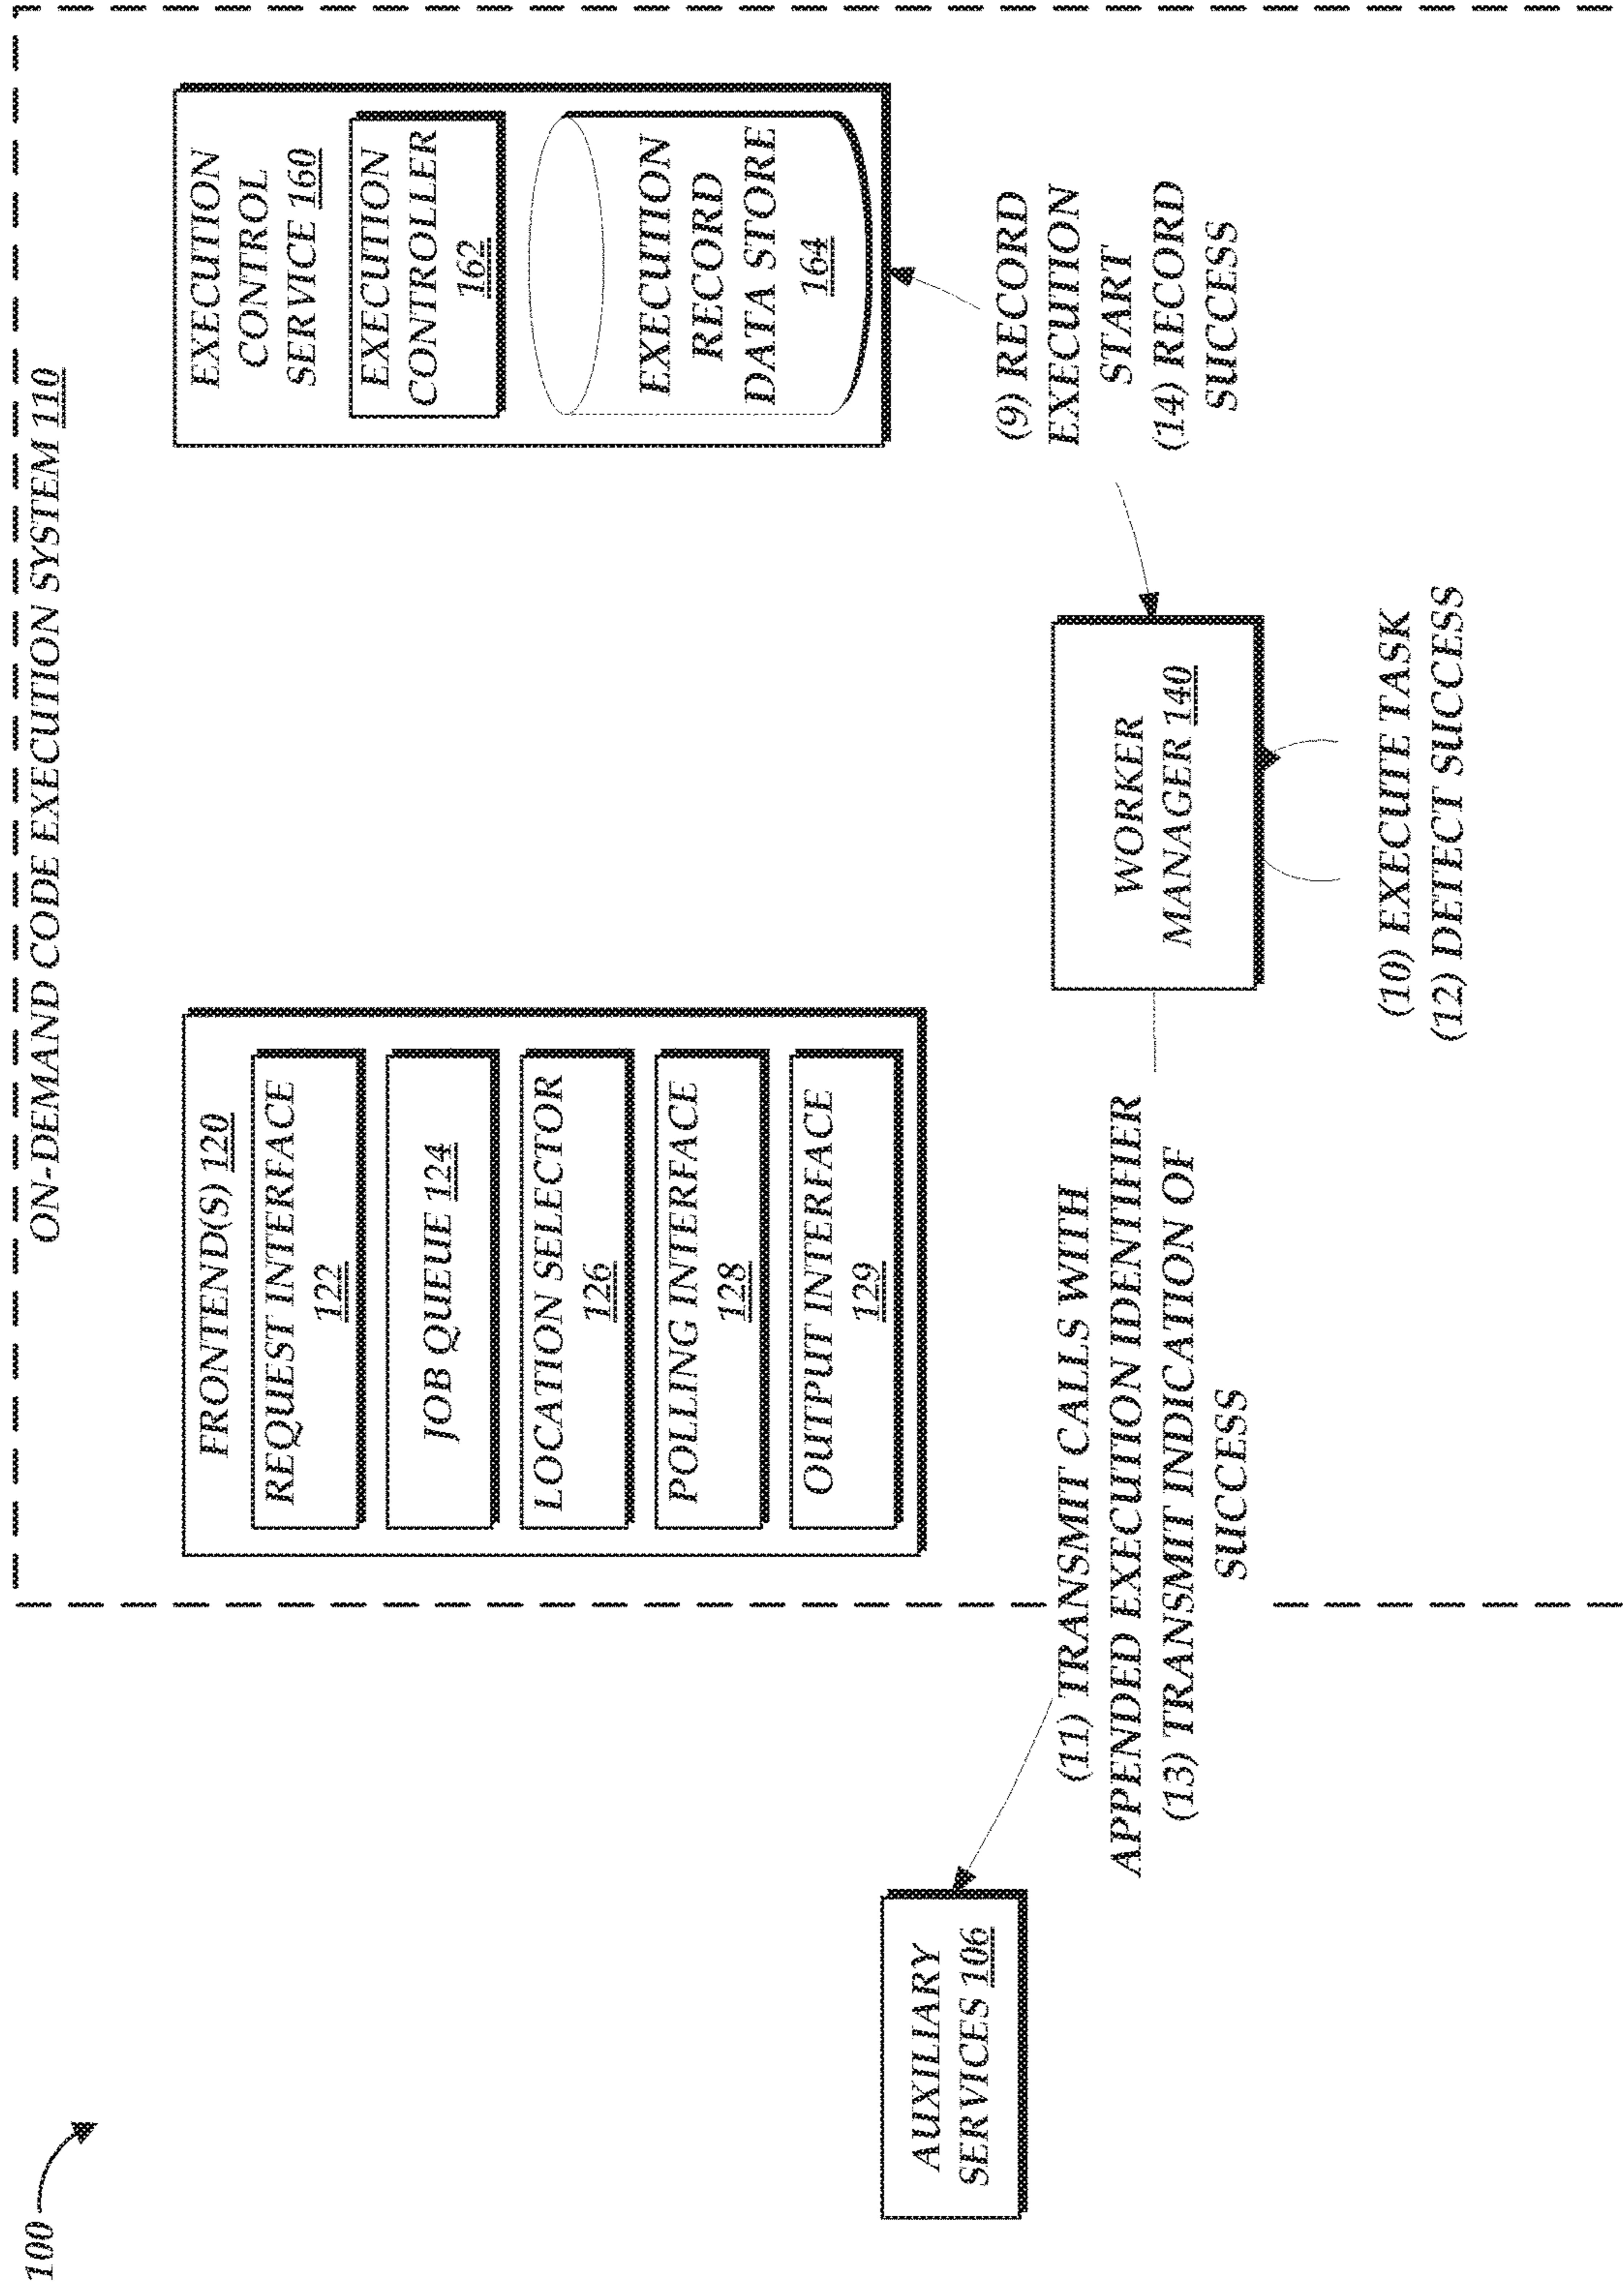 100
ON-DEMAND CODE EXECUTION SYSTEM 110
FRONTEND(S) 120
REQUEST INTERFACE
122
JOB QUEUE 124
LOCATION SELECTOR
126
POLLING INTERFACE
128
OUTPUT INTERFACE
129
EXECUTION
CONTROL
SERVICE 160
EXECUTION
CONTROLLER
162
EXECUTION
RECORD
DATA STORE
164
AUXILIARY
SERVICES 106
(11) TRANSMIT CALLS WITH
APPENDED EXECUTION IDENTIFIER
(13) TRANSMIT INDICATION OF
SUCCESS
WORKER
MANAGER 140
(9) RECORD
EXECUTION
START
(14) RECORD
SUCCESS
(10) EXECUTE TASK
(12) DETECT SUCCESS